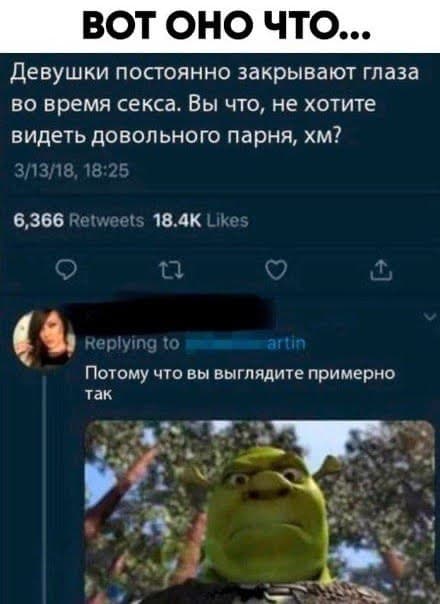 ВОТ ОНО ЧТО...
Девушки постоянно закрывают глаза
во время секса. Вы что, не хотите
видеть довольного парня, хм?
3/13/18, 18:25
6,366 Retweets 18.4K Likes
Replying to artin
Потому что вы выглядите примерно
так